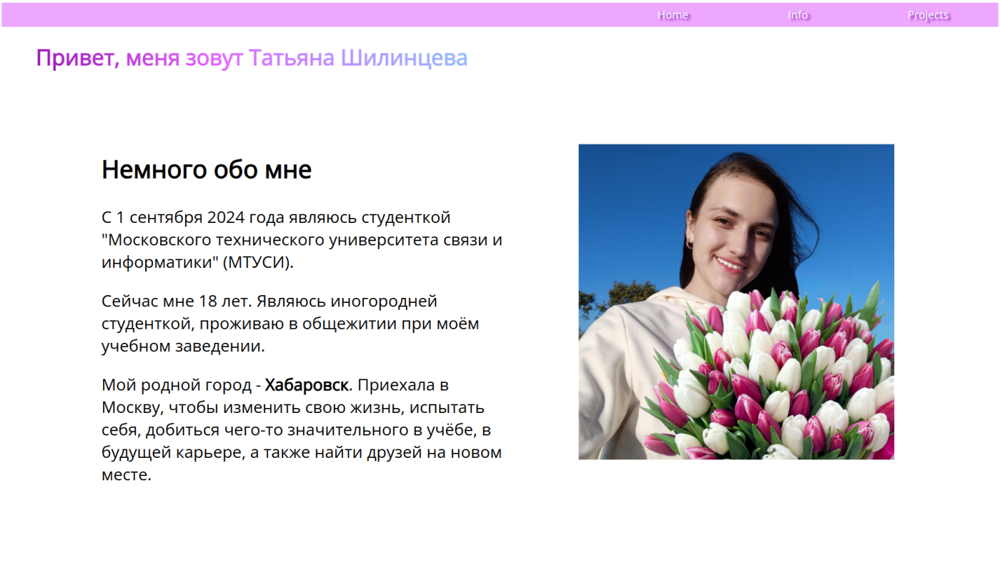 Home Info Projects
Привет, меня зовут Татьяна Шилинцева
Немного обо мне
С 1 сентября 2024 года являюсь студенткой
"Московского технического университета связи и
информатики" (МТУСИ).
Сейчас мне 18 лет. Являюсь иногородней
студенткой, проживаю в общежитии при моём
учебном заведении.
Мой родной город - Хабаровск. Приехала в
Москву, чтобы изменить свою жизнь, испытать
себя, добиться чего-то значительного в учёбе, в
будущей карьере, а также найти друзей на новом
месте.